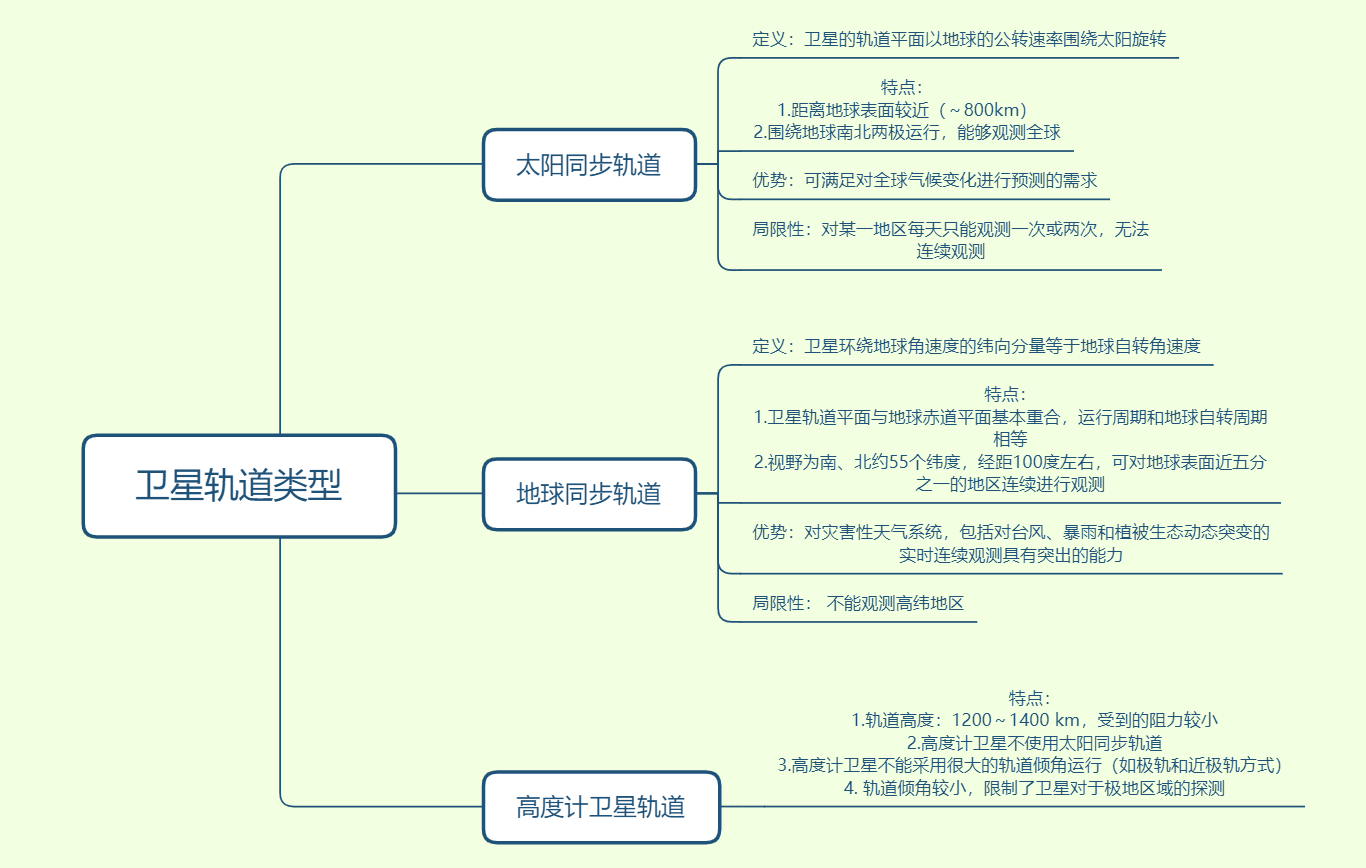 卫星轨道类型
太阳同步轨道
定义：卫星的轨道平面以地球的公转速率围绕太阳旋转
特点：
1.距离地球表面较近（～800km）
2.围绕地球南北两极运行，能够观测全球
优势：可满足对全球气候变化进行预测的需求
局限性：对某一地区每天只能观测一次或两次，无法
连续观测
地球同步轨道
定义：卫星环绕地球角速度的纬向分量等于地球自转角速度
特点：
1.卫星轨道平面与地球赤道平面基本重合，运行周期和地球自转周期
相等
2.视野为南、北约55个纬度，经距100度左右，可对地球表面近五分
之一的地区连续进行观测
优势：对灾害性天气系统，包括对台风、暴雨和植被生态动态突变的
实时连续观测具有突出的能力
局限性： 不能观测高纬地区
高度计卫星轨道
特点：
1.轨道高度：1200～1400 km，受到的阻力较小
2.高度计卫星不使用太阳同步轨道
3.高度计卫星不能采用很大的轨道倾角运行（如极轨和近极轨方式）
4. 轨道倾角较小，限制了卫星对于极地区域的探测